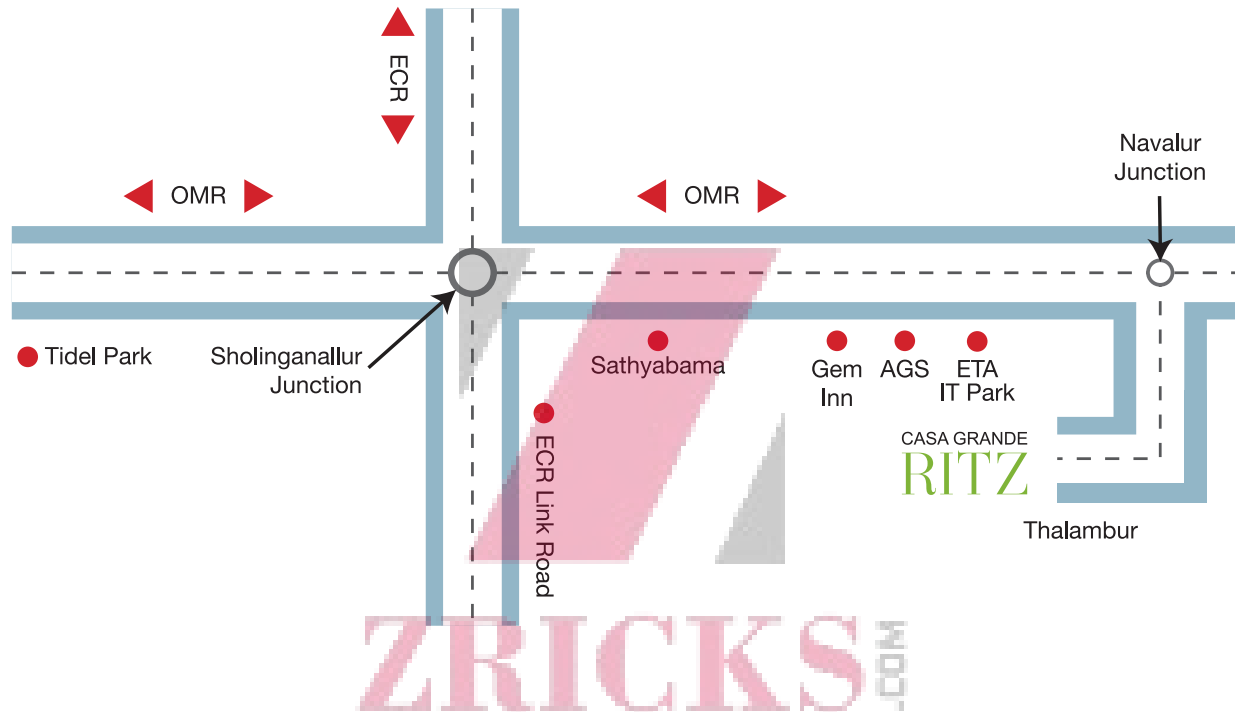 ECR
OMR
OMR
Navalur
Junction
Tidel Park
Sholinganallur
Junction
Sathyabama
Gem
Inn
AGS
ETA
IT Park
ECR Link Road
CASA GRANDE
RITZ
Thalambur
ZRICKS
.COM